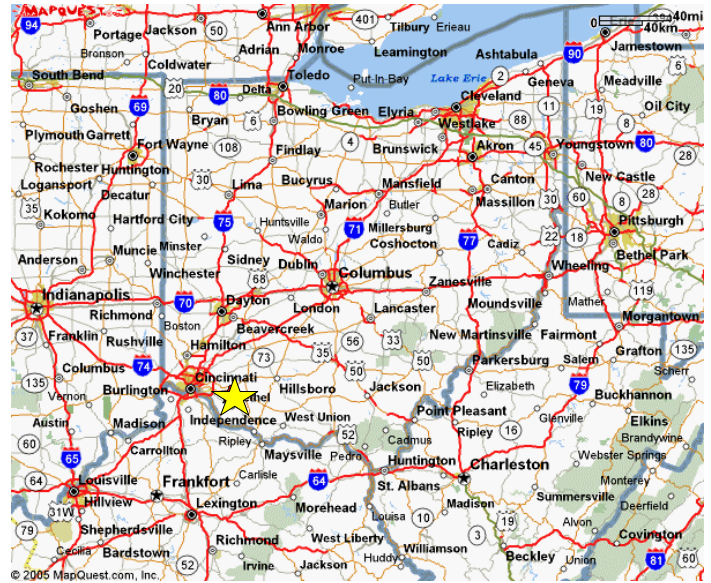 MAPQUEST
94
Portage
Jackson
50
Ann Arbor
401
Tilbury
Erieau
0
40mi
40km
Bronson
Adrian
Monroe
Leamington
90
Jamestown
Coldwater
Ashtabula
South Bend
Toledo
Put-In-Bay
Lake Erie
2
Geneva
Meadville
6
20
80
Delta
Cleveland
Goshen
69
Bowling Green
Elyria
11
19
8
Oil City
Bryan
6
Westlake
88
Plymouth
Garrett
108
4
Brunswick
Akron
45
Youngstown
80
Fort Wayne
Findlay
28
Rochester
Huntington
30
Bucyrus
Mansfield
Canton
New Castle
Logansport
Decatur
Lima
Butler
Massillon
30
60
28
35
Kokomo
Hartford City
75
Huntsville
Marion
71
Millersburg
77
8
Pittsburgh
Minster
Waldo
Coshocton
Cadiz
22
18
Muncie
Bethel Park
Anderson
Sidney
68
Dublin
Columbus
Zanesville
Wheeling
Winchester
119
Indianapolis
70
Dayton
Moundsville
Mather
Richmond
London
Lancaster
Morgantown
Boston
Beavercreek
56
33
New Martinsville
Fairmont
37
Franklin
Rushville
Hamilton
35
135
73
Salem
Grafton
Columbus
74
50
Parkersburg
Scherr
135
Cincinnati
Hillsboro
50
Jackson
Elizabeth
79
Burlington
Buckhannon
Vernon
Point Pleasant
Austin
Madison
Independence
West Union
Glenville
Elkins
52
Ripley
16
60
Ripley
Cadmus
Brandywine
65
Carrollton
Maysville
Pedro
Webster Springs
64
Carlisle
64
Huntington
Charleston
Louisville
Frankfort
St. Albans
Monterey
Hillview
Lexington
Morehead
Madison
Summersville
Deerfield
31W
Louisa
10
19
Alvon
Shepherdsville
3
Covington
79
Richmond
West Liberty
Williamson
Cecilia
Bardstown
52
Huddy
Beckley
Union
81
Irvine
Jackson
© 2005 MapQuest.com, Inc.